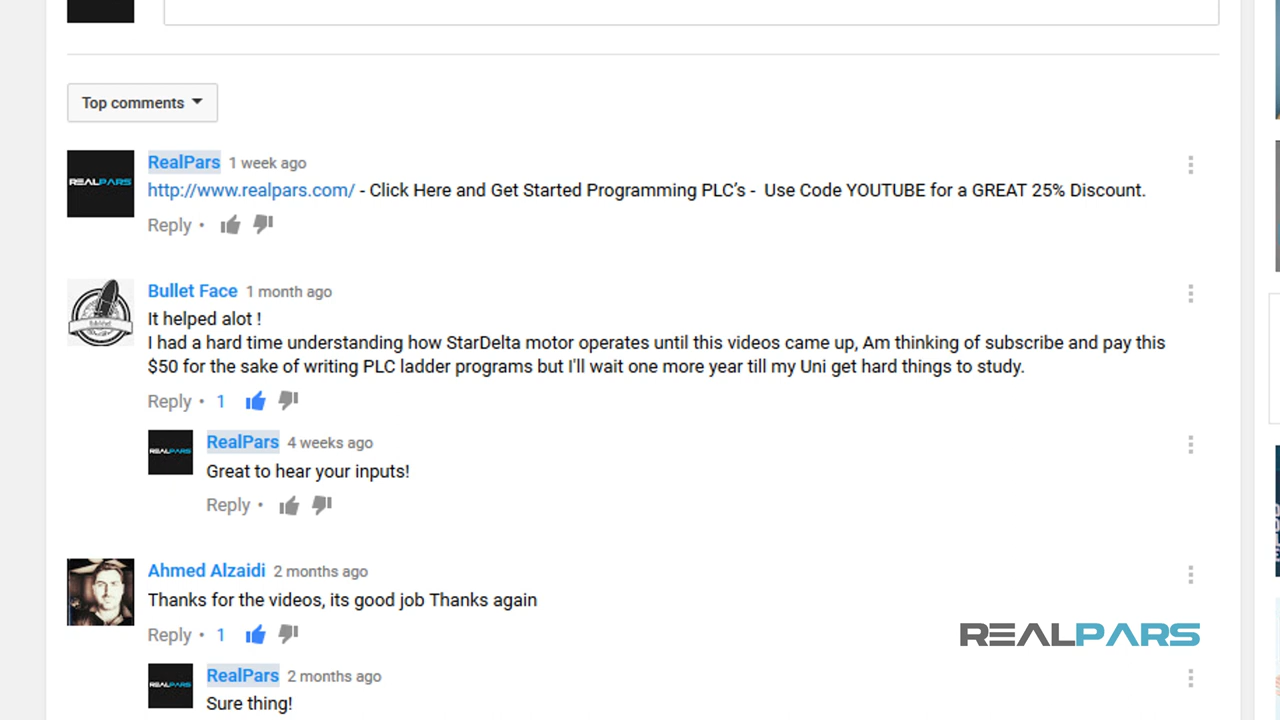 Top comments
REALPARS
RealPars 1 week ago
http://www.realpars.com/ - Click Here and Get Started Programming PLC’s - Use Code YOUTUBE for a GREAT 25% Discount.
Reply •
Bullet Face 1 month ago
It helped alot !
I had a hard time understanding how StarDelta motor operates until this videos came up, Am thinking of subscribe and pay this
$50 for the sake of writing PLC ladder programs but I'll wait one more year till my Uni get hard things to study.
Reply • 1
REALPARS
RealPars 4 weeks ago
Great to hear your inputs!
Reply •
Ahmed Alzaidi 2 months ago
Thanks for the videos, its good job Thanks again
Reply • 1
REALPARS
REALPARS
RealPars 2 months ago
Sure thing!